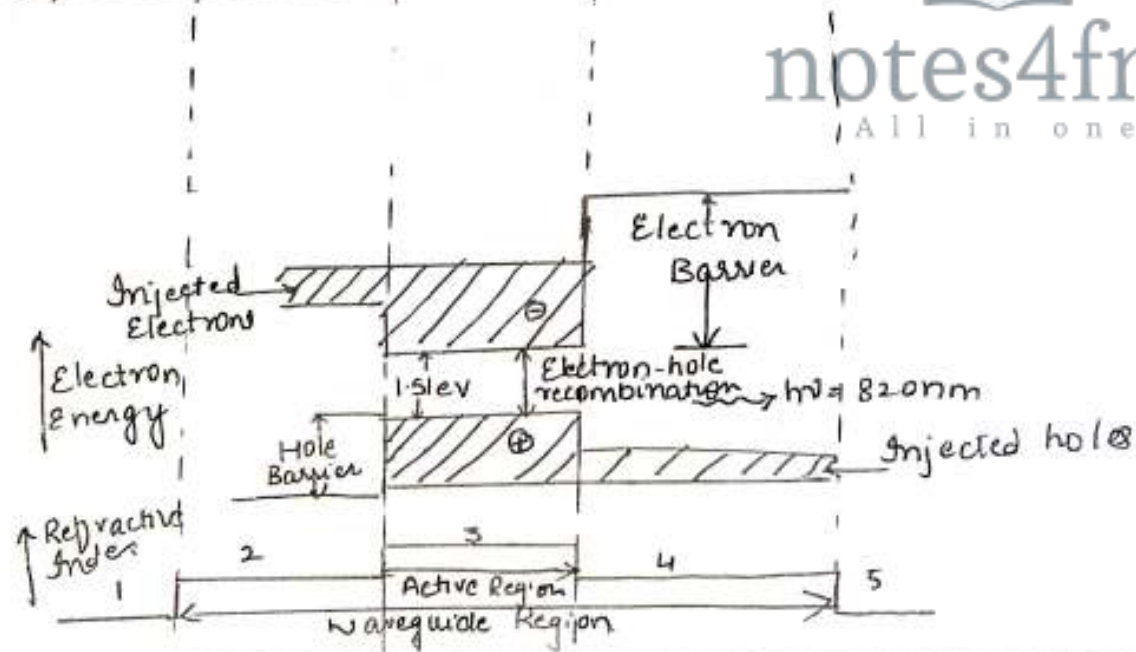 notes4fr
All in one
Electron
Barrier
Injected
Electrons
Electron
Energy
1.51ev
Electron-hole
recombination
hν = 820nm
Hole
Barrier
Injected holes
Refractive
Index
1
2
3
4
5
Active Region
Waveguide Region